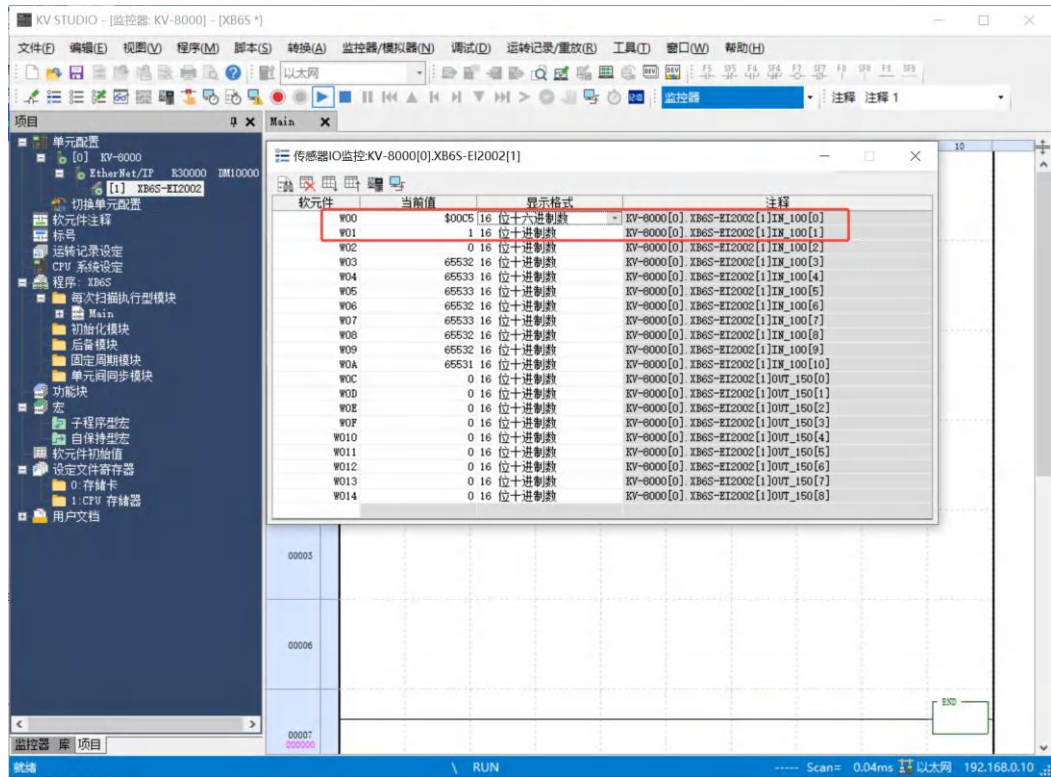 KV STUDIO - [监控器: KV-8000] - [XB6S *]
文件(F) 编辑(E) 视图(V) 程序(M) 脚本(S) 转换(A) 监控器/模拟器(N) 调试(D) 运转记录/重放(R) 工具(T) 窗口(W) 帮助(H)
以太网
监控器 注释 注释 1
项目
Main
单元配置
[0] KV-8000
EtherNet/IP R30000 DM10000
[1] XB6S-EI2002
切换单元配置
软元件注释
标号
运转记录设定
CPU 系统设定
程序: XB6S
每次扫描执行型模块
Main
初始化模块
后备模块
固定周期模块
单元间同步模块
功能块
宏
子程序型宏
自保持型宏
软元件初始值
设定文件寄存器
0:存储卡
1:CPU 存储器
用户文档
监控器 库 项目
10
传感器IO监控:KV-8000[0].XB6S-EI2002[1]
软元件 当前值 显示格式 注释
W00 $00C5 16 位十六进制数 KV-8000[0].XB6S-EI2002[1]IN_100[0]
W01 1 16 位十进制数 KV-8000[0].XB6S-EI2002[1]IN_100[1]
W02 0 16 位十进制数 KV-8000[0].XB6S-EI2002[1]IN_100[2]
W03 65532 16 位十进制数 KV-8000[0].XB6S-EI2002[1]IN_100[3]
W04 65533 16 位十进制数 KV-8000[0].XB6S-EI2002[1]IN_100[4]
W05 65533 16 位十进制数 KV-8000[0].XB6S-EI2002[1]IN_100[5]
W06 65532 16 位十进制数 KV-8000[0].XB6S-EI2002[1]IN_100[6]
W07 65533 16 位十进制数 KV-8000[0].XB6S-EI2002[1]IN_100[7]
W08 65532 16 位十进制数 KV-8000[0].XB6S-EI2002[1]IN_100[8]
W09 65532 16 位十进制数 KV-8000[0].XB6S-EI2002[1]IN_100[9]
W0A 65531 16 位十进制数 KV-8000[0].XB6S-EI2002[1]IN_100[10]
W0C 0 16 位十进制数 KV-8000[0].XB6S-EI2002[1]OUT_150[0]
W0D 0 16 位十进制数 KV-8000[0].XB6S-EI2002[1]OUT_150[1]
W0E 0 16 位十进制数 KV-8000[0].XB6S-EI2002[1]OUT_150[2]
W0F 0 16 位十进制数 KV-8000[0].XB6S-EI2002[1]OUT_150[3]
W010 0 16 位十进制数 KV-8000[0].XB6S-EI2002[1]OUT_150[4]
W011 0 16 位十进制数 KV-8000[0].XB6S-EI2002[1]OUT_150[5]
W012 0 16 位十进制数 KV-8000[0].XB6S-EI2002[1]OUT_150[6]
W013 0 16 位十进制数 KV-8000[0].XB6S-EI2002[1]OUT_150[7]
W014 0 16 位十进制数 KV-8000[0].XB6S-EI2002[1]OUT_150[8]
00003
00006
END
00007
000000
就绪 RUN ----- Scan= 0.04ms 以太网 192.168.0.10